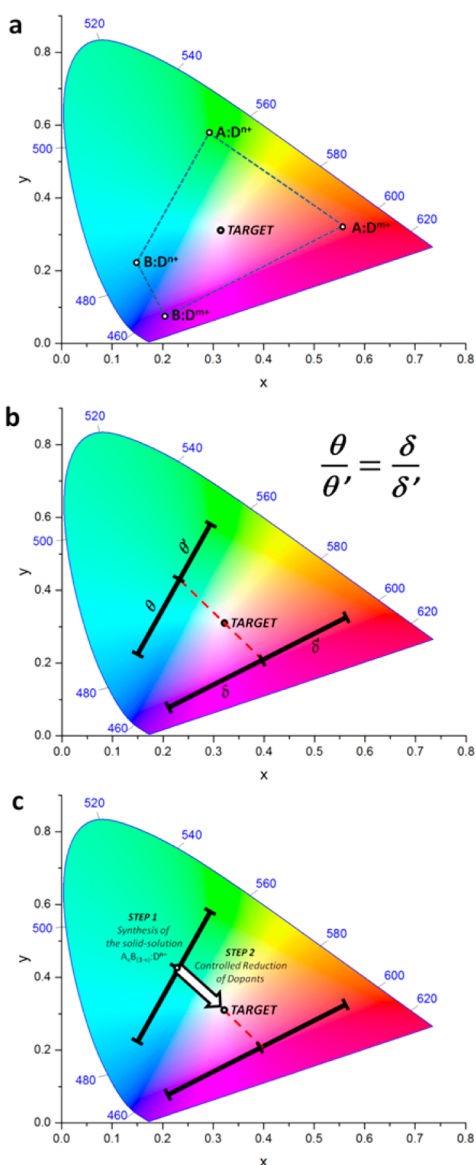 a
520
540
560
580
600
620
500
480
460
A:Dⁿ⁺
A:Dᵐ⁺
TARGET
B:Dⁿ⁺
B:Dᵐ⁺
0.8
0.6
0.4
0.2
0.0
y
0.0 0.1 0.2 0.3 0.4 0.5 0.6 0.7 0.8
x
b
θ/θ' = δ/δ'
520
540
560
580
600
620
500
480
460
θ'
θ
TARGET
δ'
δ
0.8
0.6
0.4
0.2
0.0
y
0.0 0.1 0.2 0.3 0.4 0.5 0.6 0.7 0.8
x
c
520
540
560
580
600
620
500
480
460
STEP 1
Synthesis of
the solid-solution
STEP 2
Controlled Reduction
of Dopants
TARGET
0.8
0.6
0.4
0.2
0.0
y
0.0 0.1 0.2 0.3 0.4 0.5 0.6 0.7 0.8
x